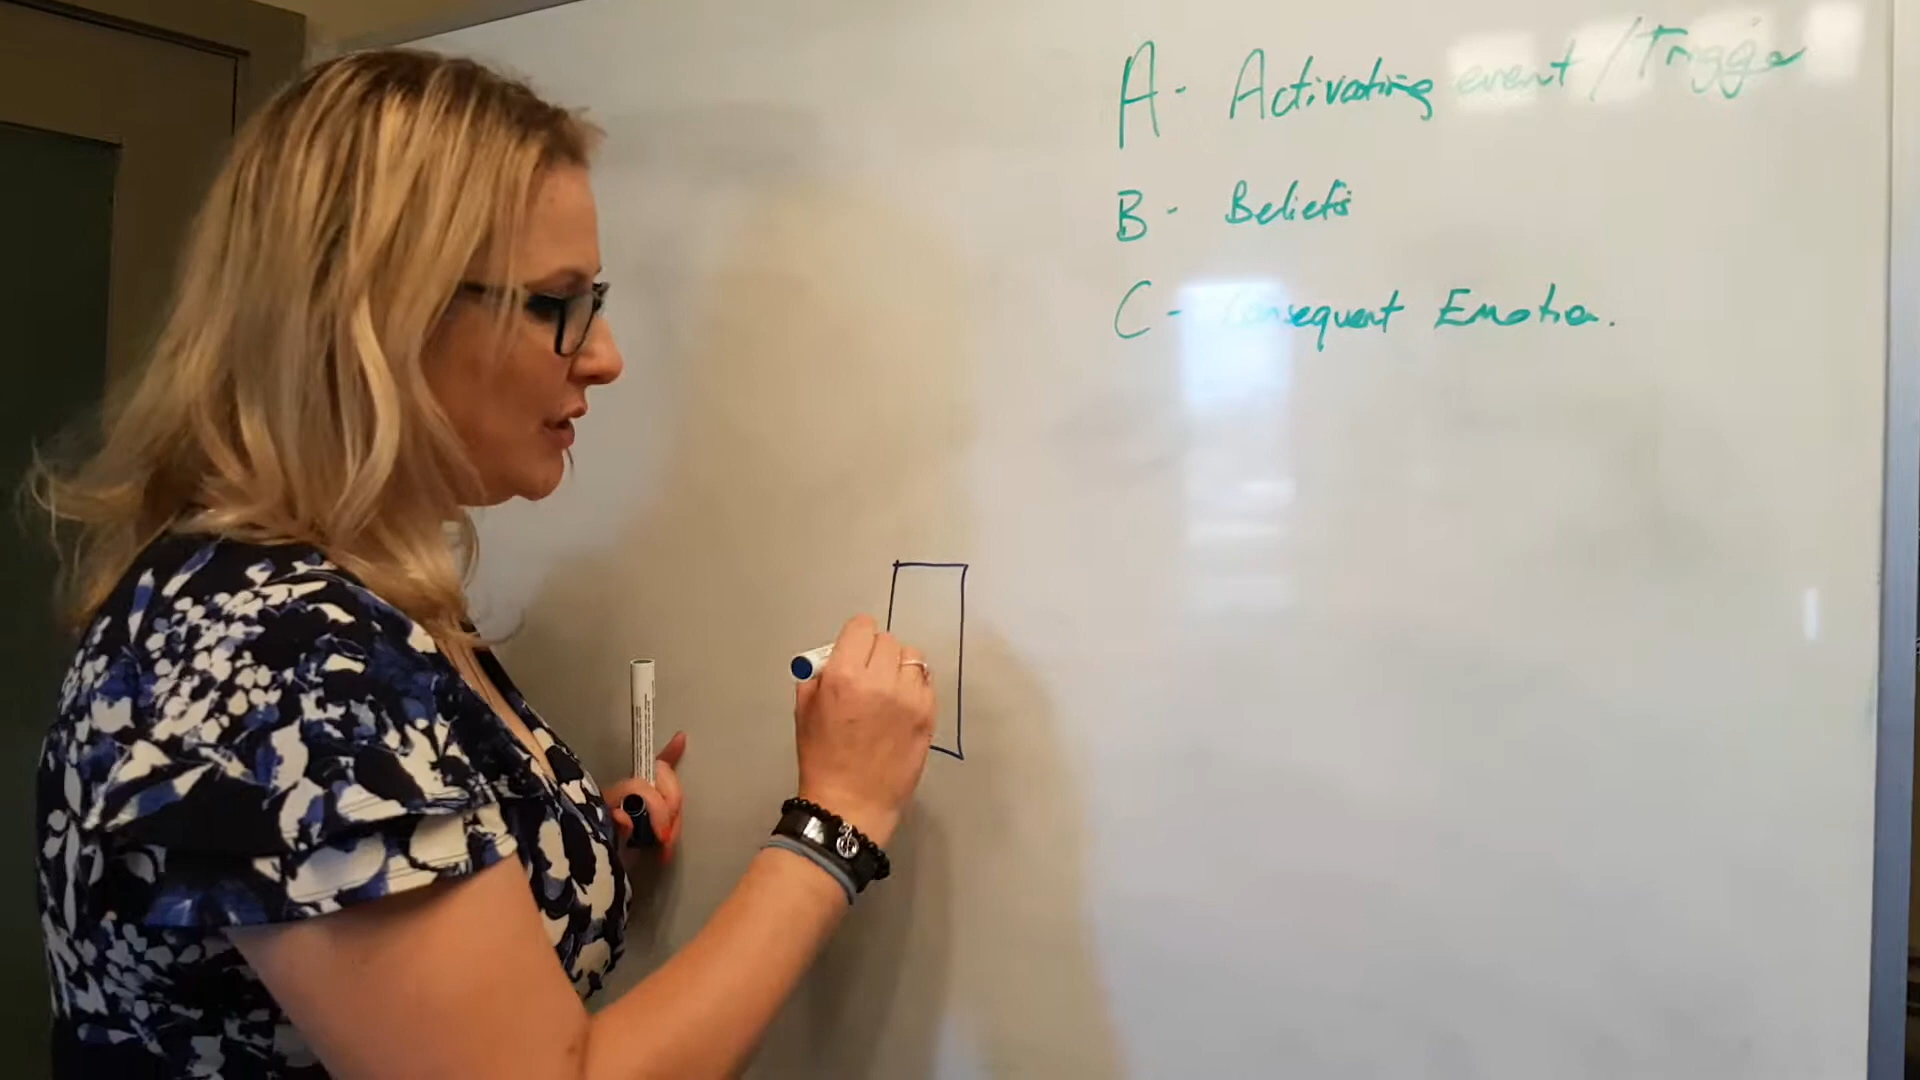 A - Activating event / Trigger
B - Beliefs
C - Consequent Emotion.